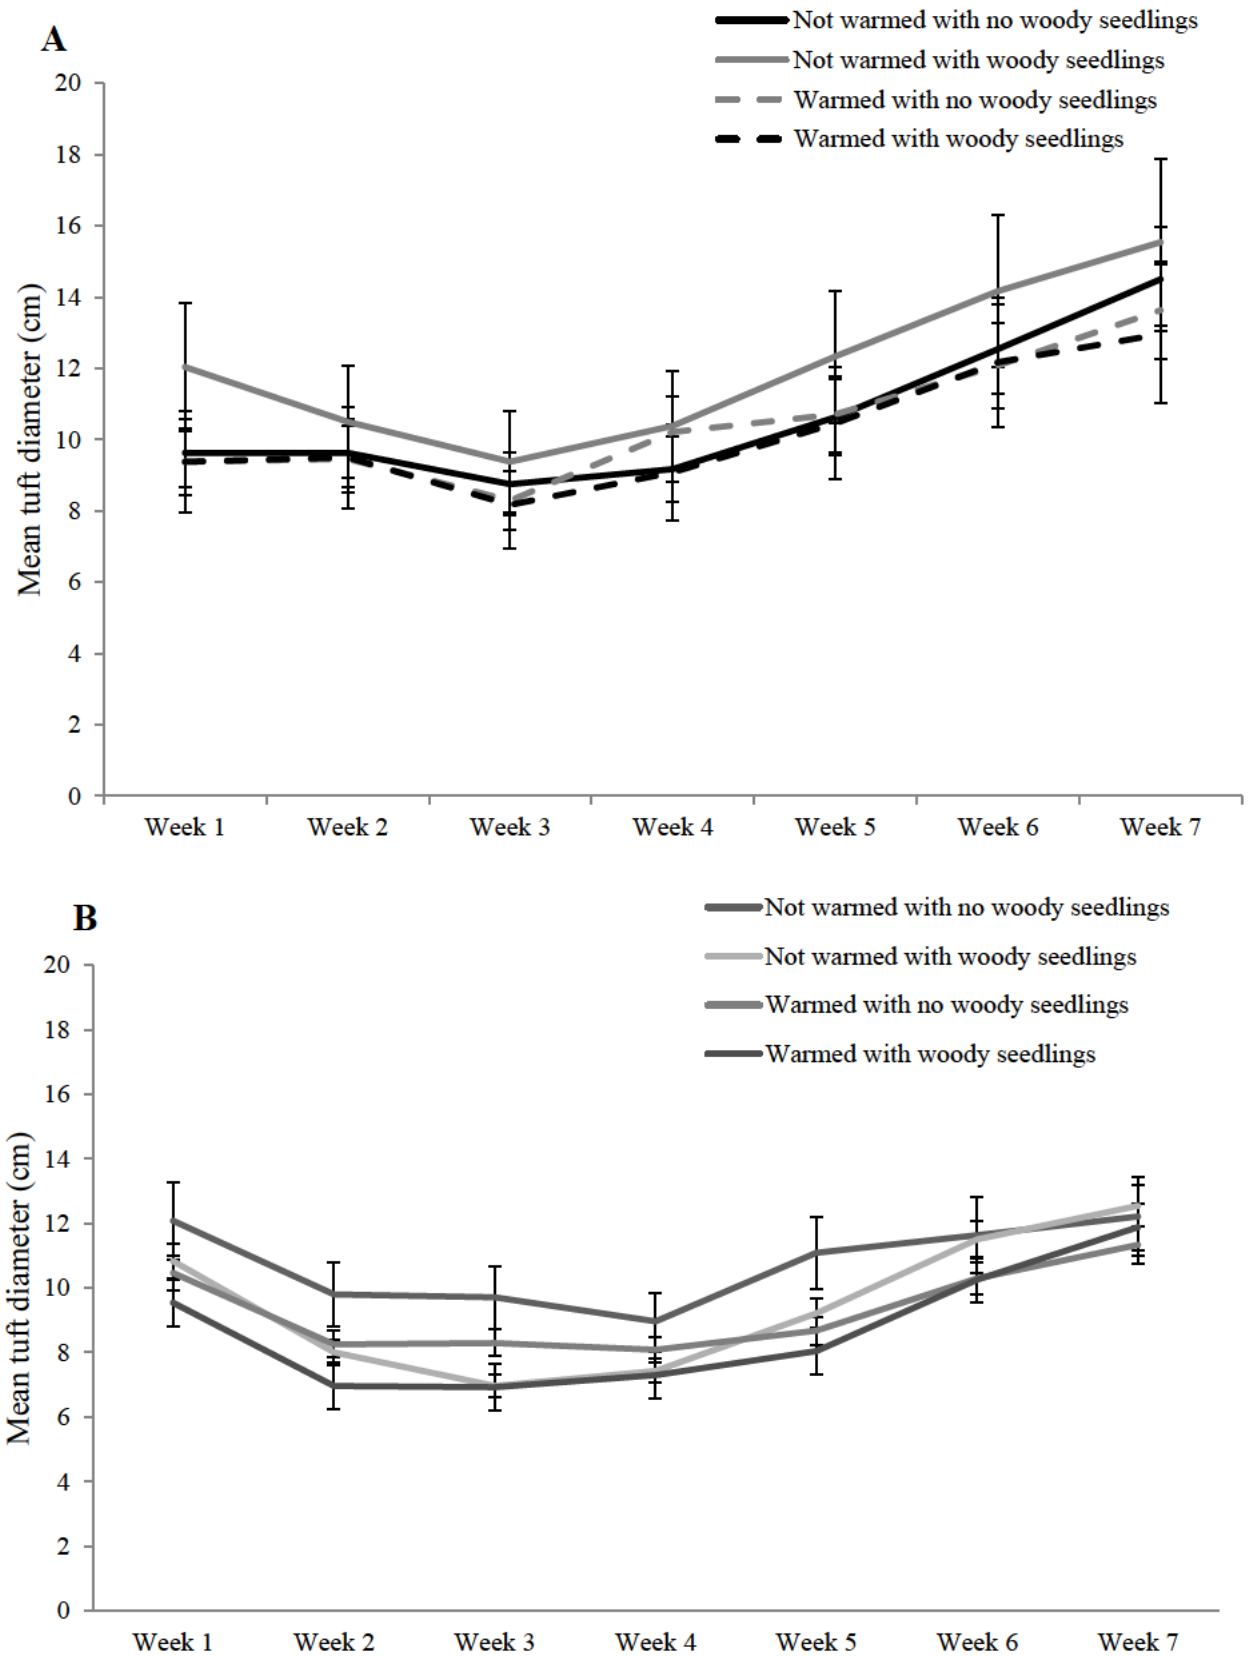 A
Not warmed with no woody seedlings
Not warmed with woody seedlings
Warmed with no woody seedlings
Warmed with woody seedlings
Mean tuft diameter (cm)
20
18
16
14
12
10
8
6
4
2
0
Week 1 Week 2 Week 3 Week 4 Week 5 Week 6 Week 7
B
Not warmed with no woody seedlings
Not warmed with woody seedlings
Warmed with no woody seedlings
Warmed with woody seedlings
Mean tuft diameter (cm)
20
18
16
14
12
10
8
6
4
2
0
Week 1 Week 2 Week 3 Week 4 Week 5 Week 6 Week 7